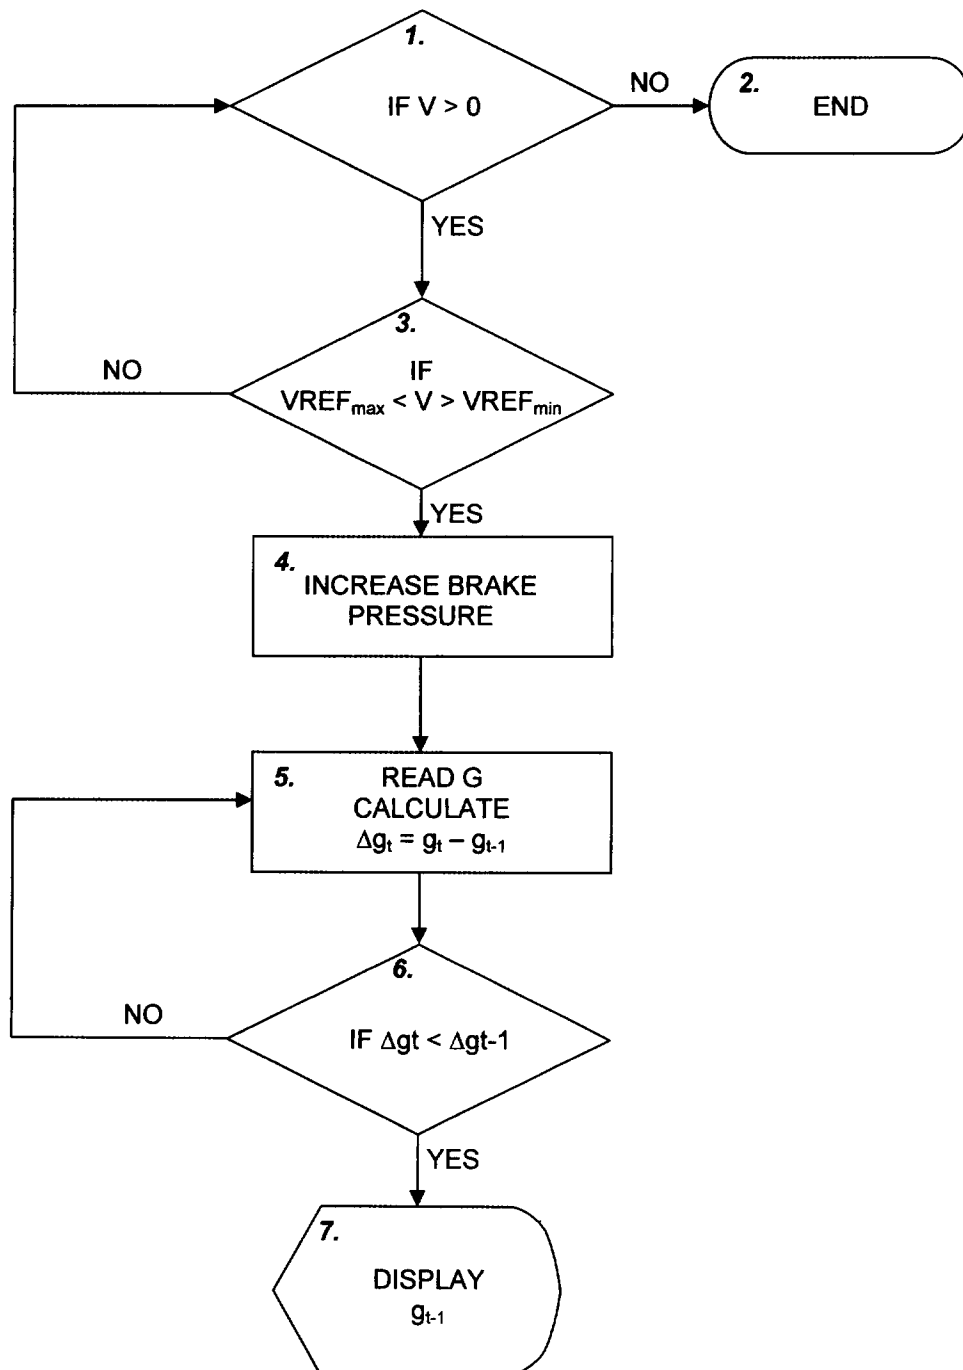 1.
IF V > 0
NO
2.
END
YES
3.
IF
VREFmax < V > VREFmin
NO
YES
4.
INCREASE BRAKE
PRESSURE
5.
READ G
CALCULATE
Δgt = gt – gt-1
6.
IF Δgt < Δgt-1
NO
YES
7.
DISPLAY
gt-1